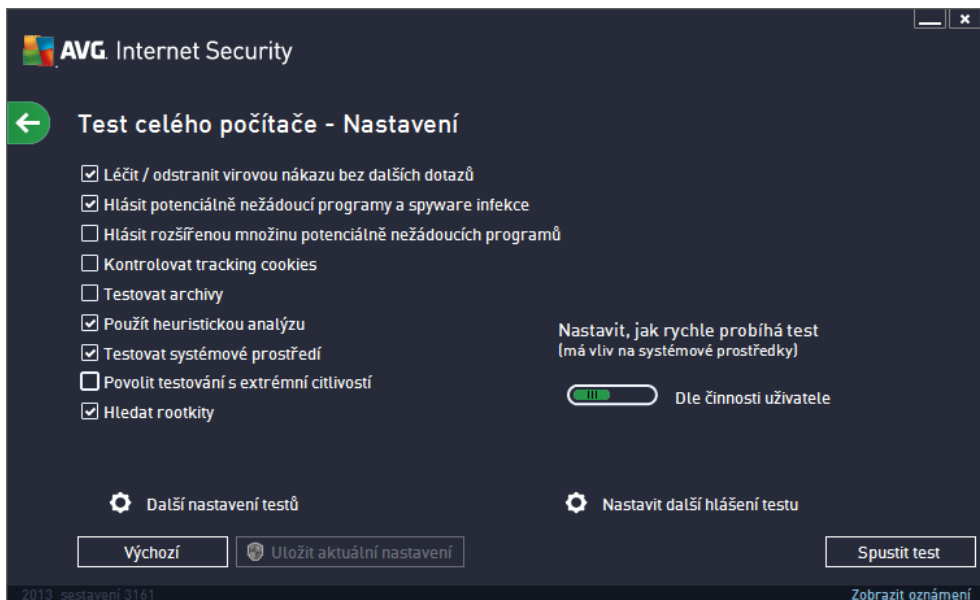 AVG. Internet Security
Test celého počítače - Nastavení
Léčit / odstranit virovou nákazu bez dalších dotazů
Hlásit potenciálně nežádoucí programy a spyware infekce
Hlásit rozšířenou množinu potenciálně nežádoucích programů
Kontrolovat tracking cookies
Testovat archivy
Použít heuristickou analýzu
Testovat systémové prostředí
Povolit testování s extrémní citlivostí
Hledat rootkity
Nastavit, jak rychle probíhá test
(má vliv na systémové prostředky)
Dle činnosti uživatele
Další nastavení testů
Nastavit další hlášení testu
Výchozí
Uložit aktuální nastavení
Spustit test
2013 sestavení 3161
Zobrazit oznámení